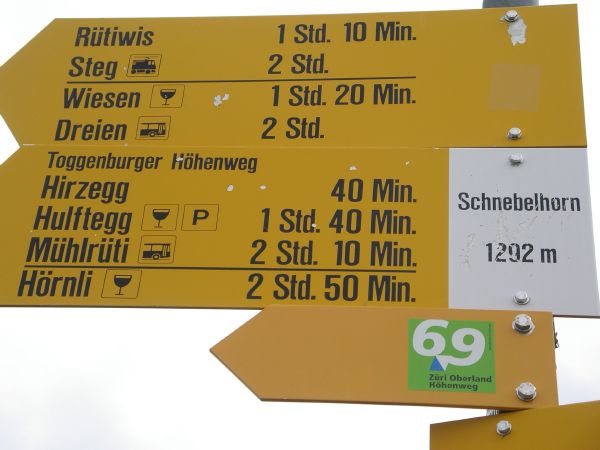 Rütiwis 1 Std. 10 Min.
Steg 2 Std.
Wiesen 1 Std. 20 Min.
Dreien 2 Std.
Toggenburger Höhenweg
Hirzegg 40 Min.
Hulftegg P 1 Std. 40 Min.
Mühlrüti 2 Std. 10 Min.
Hörnli 2 Std. 50 Min.
Schnebelhorn
1292 m
69
Züri Oberland
Höhenweg